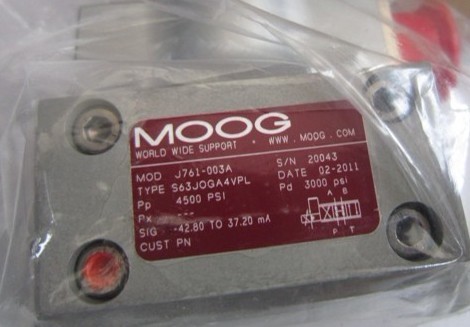 MOOG
WORLD WIDE SUPPORT · WWW.MOOG.COM
MOD J761-003A S/N 20043
TYPE S63JOGA4VPL DATE 02-2011
Pp 4500 PSI Pd 3000 psi
Px --- A B
SIG -42.80 TO 37.20 mA
CUST PN P T